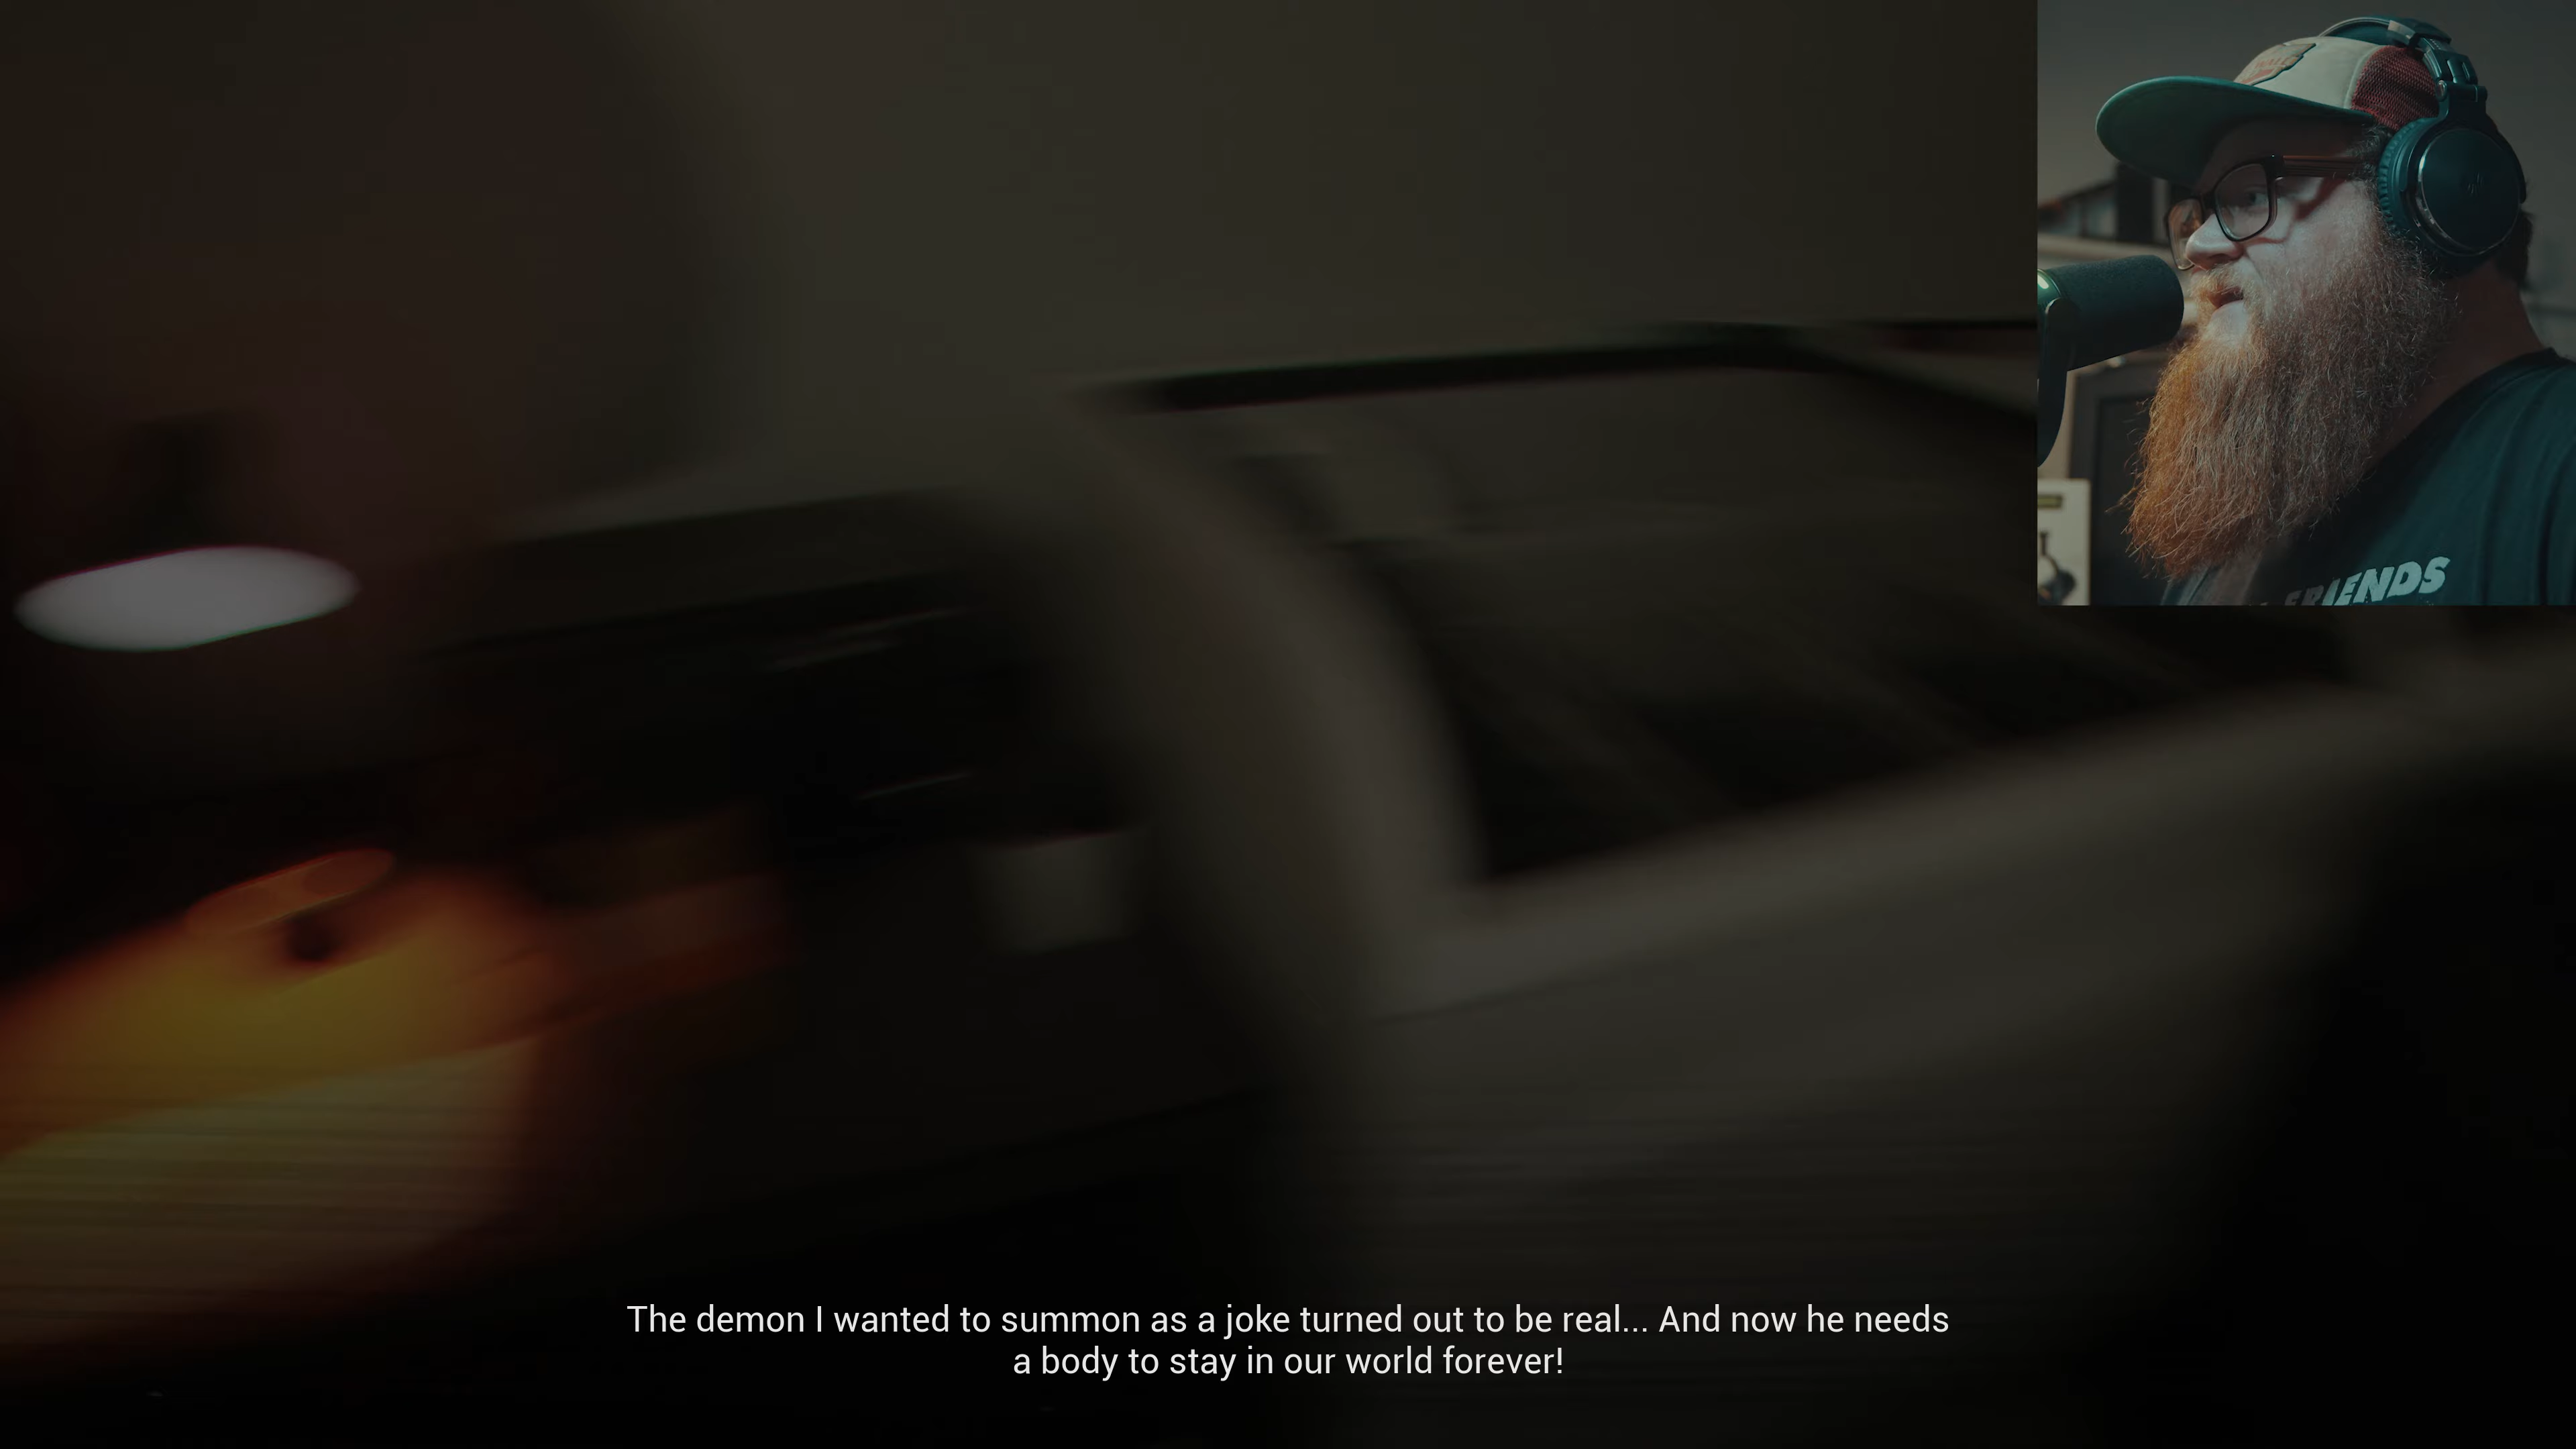 FRIENDS
The demon I wanted to summon as a joke turned out to be real... And now he needs
a body to stay in our world forever!